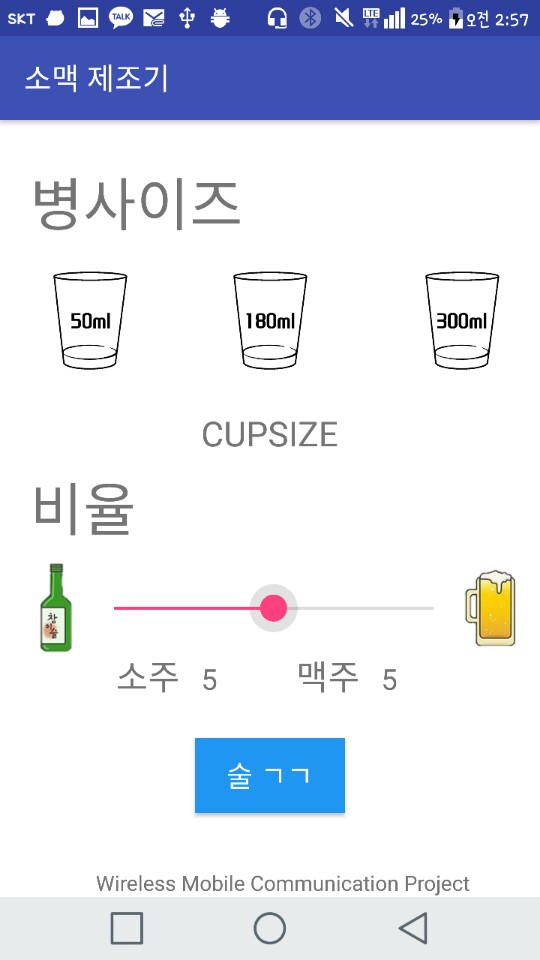 SKT TALK LTE 25% 오전 2:57
소맥 제조기
병사이즈
50ml 180ml 300ml
CUPSIZE
비율
참이슬
소주 5 맥주 5
술 ㄱㄱ
Wireless Mobile Communication Project